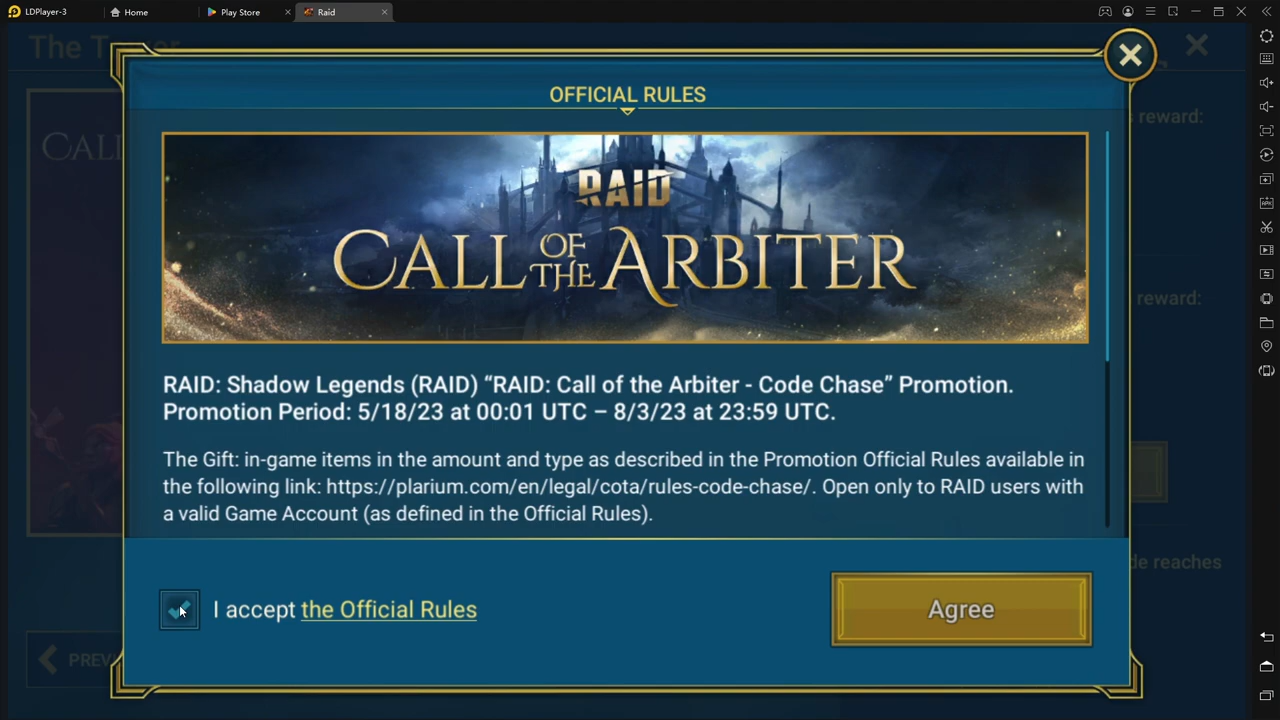 LDPlayer-3
Home
Play Store
Raid
The T
OFFICIAL RULES
reward:
CALL
RAID
CALL OF THE ARBITER
reward:
RAID: Shadow Legends (RAID) “RAID: Call of the Arbiter - Code Chase” Promotion.
Promotion Period: 5/18/23 at 00:01 UTC – 8/3/23 at 23:59 UTC.
The Gift: in-game items in the amount and type as described in the Promotion Official Rules available in
the following link: https://plarium.com/en/legal/cota/rules-code-chase/. Open only to RAID users with
a valid Game Account (as defined in the Official Rules).
de reaches
I accept the Official Rules
Agree
PREV